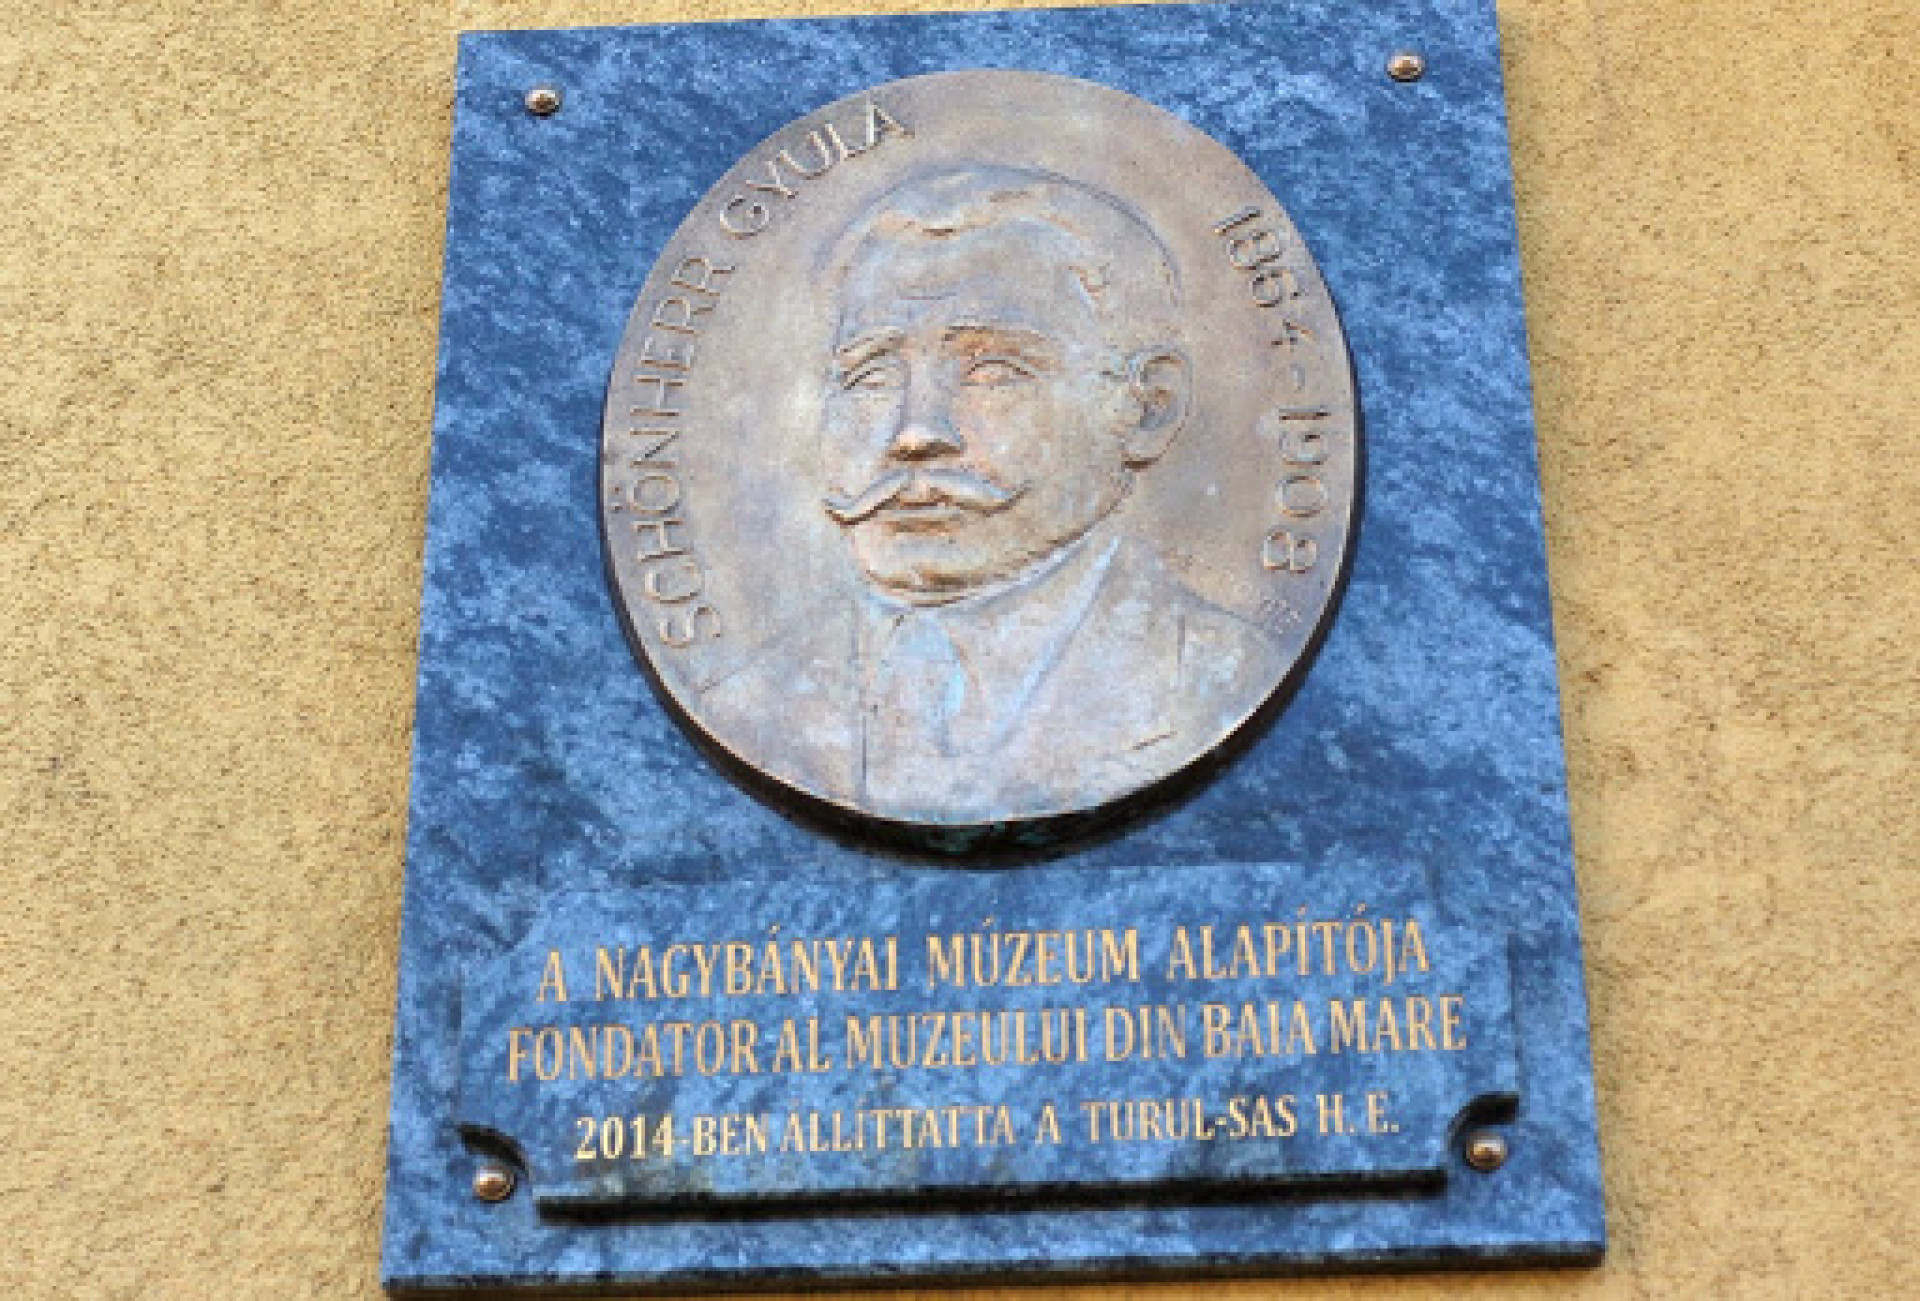 SCHÖNHERR GYULA
1864-1908
A NAGYBÁNYAI MÚZEUM ALAPÍTÓJA
FONDATOR AL MUZEULUI DIN BAIA MARE
2014-BEN ÁLLÍTTATTA A TURUL-SAS H. E.